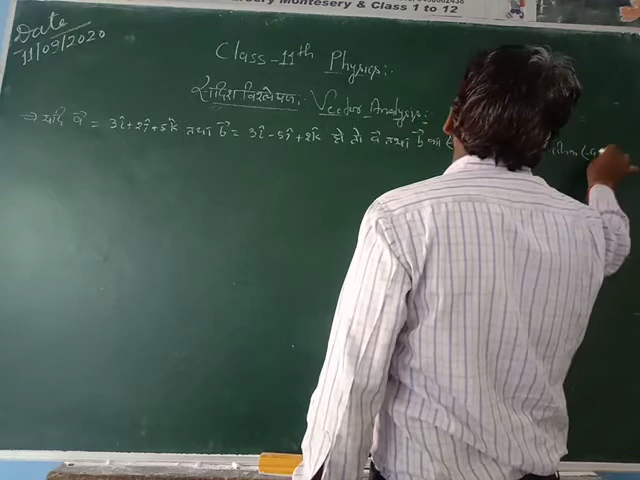 Montesery & Class 1 to 12
Date
11/09/2020
Class-11th Physics:.
सदिश विश्लेषण:. Vector Analysis:.
⇒ यदि a⃗ = 3î+2ĵ+5k̂ तथा b⃗ = 3î-5ĵ+2k̂ हो तो a⃗ तथा b⃗ का